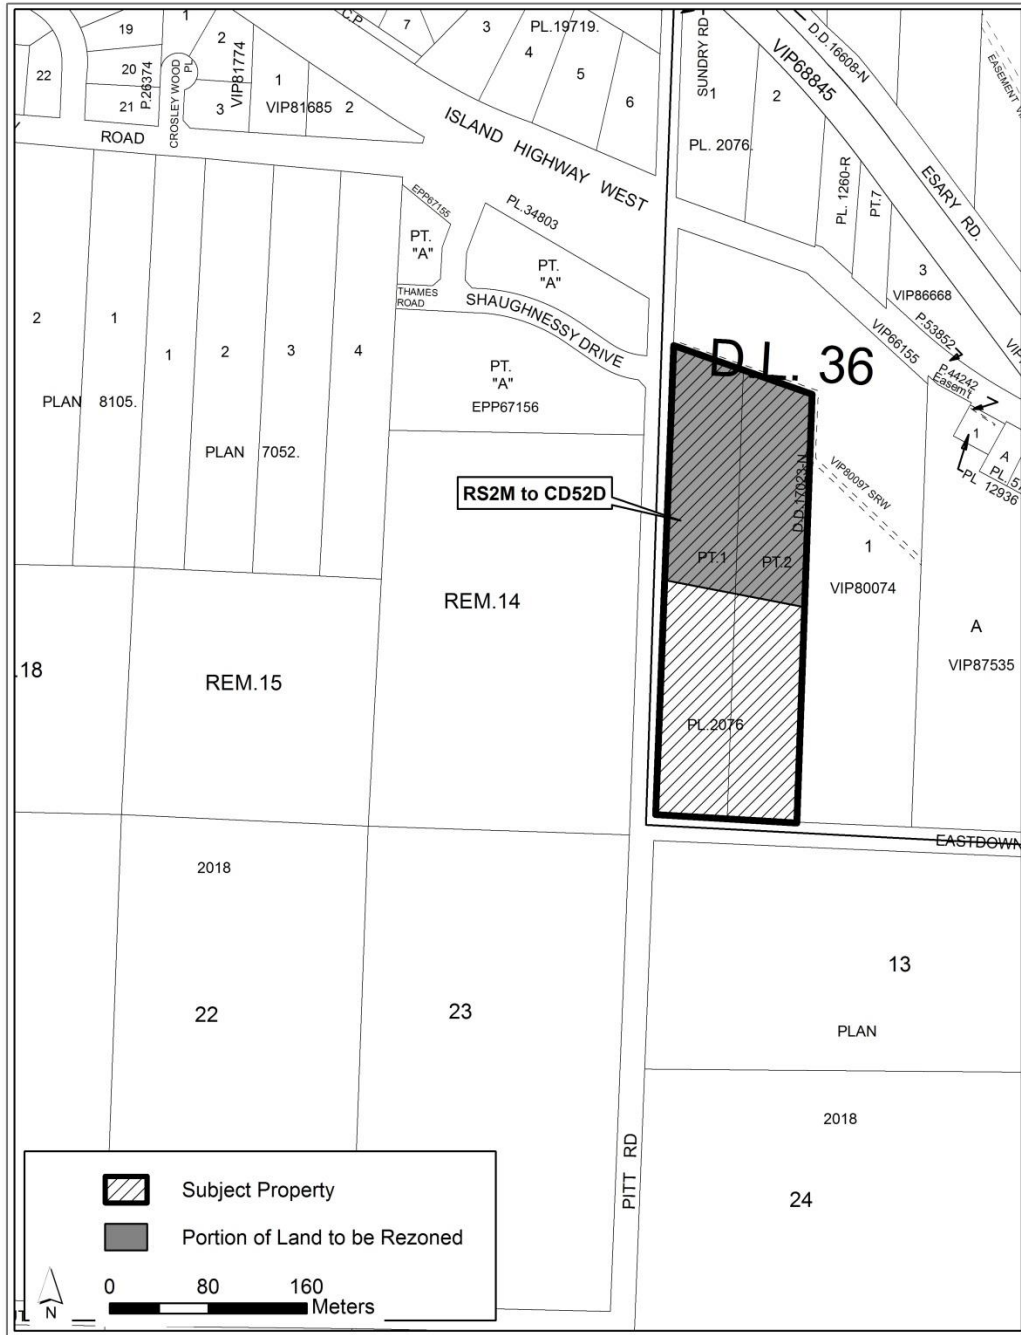 19
1
2
C.P.
7
3
PL.19719.
22
20
P.26374
CROSLEY WOOD
PL
VIP81774
1
4
5
SUNDRY RD
1
2
D.D.16608-N
VIP68845
21
3
VIP81685
2
6
ROAD
ISLAND HIGHWAY WEST
PL. 2076.
PL. 1260-R
PT.7
ESARY RD.
EPP67155
PL.34803
PT.
"A"
PT.
"A"
3
VIP86668
THAMES
ROAD
SHAUGHNESSY DRIVE
P.53852
VIP66155
2
1
1
2
3
4
PT.
"A"
EPP67156
D.L. 36
P.44242
Easem't
PLAN 8105.
PLAN 7052.
1
A
PL 12936
RS2M to CD52D
D.D.17023-N
VIP80097 SRW
PT.1
PT.2
1
VIP80074
REM.14
A
VIP87535
.18
REM.15
PL.2076
EASTDOWN
2018
13
22
23
PLAN
2018
PITT RD
24
Subject Property
Portion of Land to be Rezoned
0 80 160
Meters
N